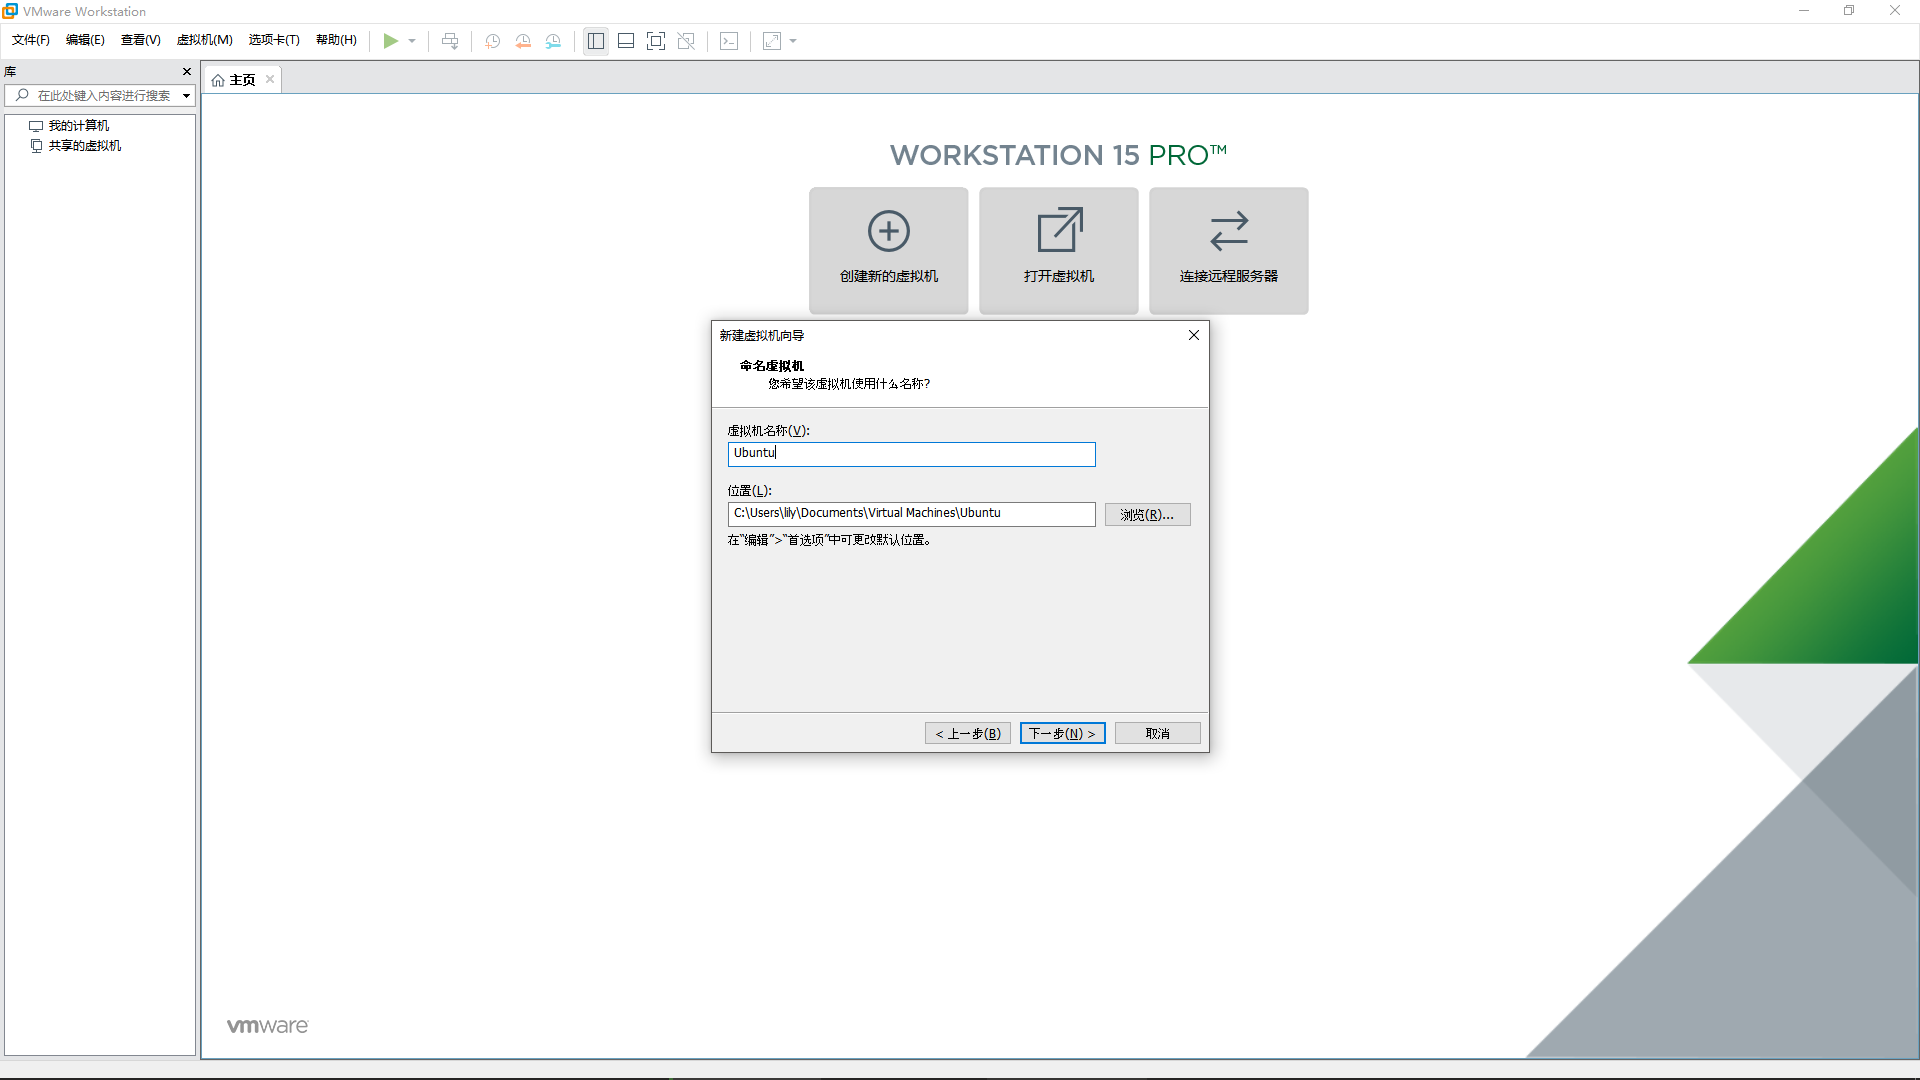 VMware Workstation
文件(F) 编辑(E) 查看(V) 虚拟机(M) 选项卡(T) 帮助(H)
库
在此处键入内容进行搜索
我的计算机
共享的虚拟机
主页
WORKSTATION 15 PRO™
创建新的虚拟机 打开虚拟机 连接远程服务器
新建虚拟机向导
命名虚拟机
您希望该虚拟机使用什么名称?
虚拟机名称(V):
Ubuntu
位置(L):
C:\Users\lily\Documents\Virtual Machines\Ubuntu
浏览(R)...
在“编辑”>“首选项”中可更改默认位置。
< 上一步(B) 下一步(N) > 取消
vmware